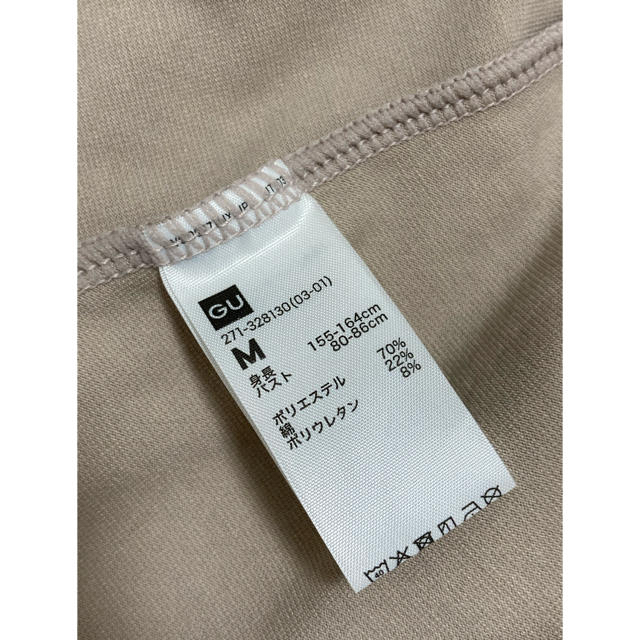 GU
271-328130(03-01)
M
身長 155-164cm
バスト 80-86cm
ポリエステル 70%
綿 22%
ポリウレタン 8%
40